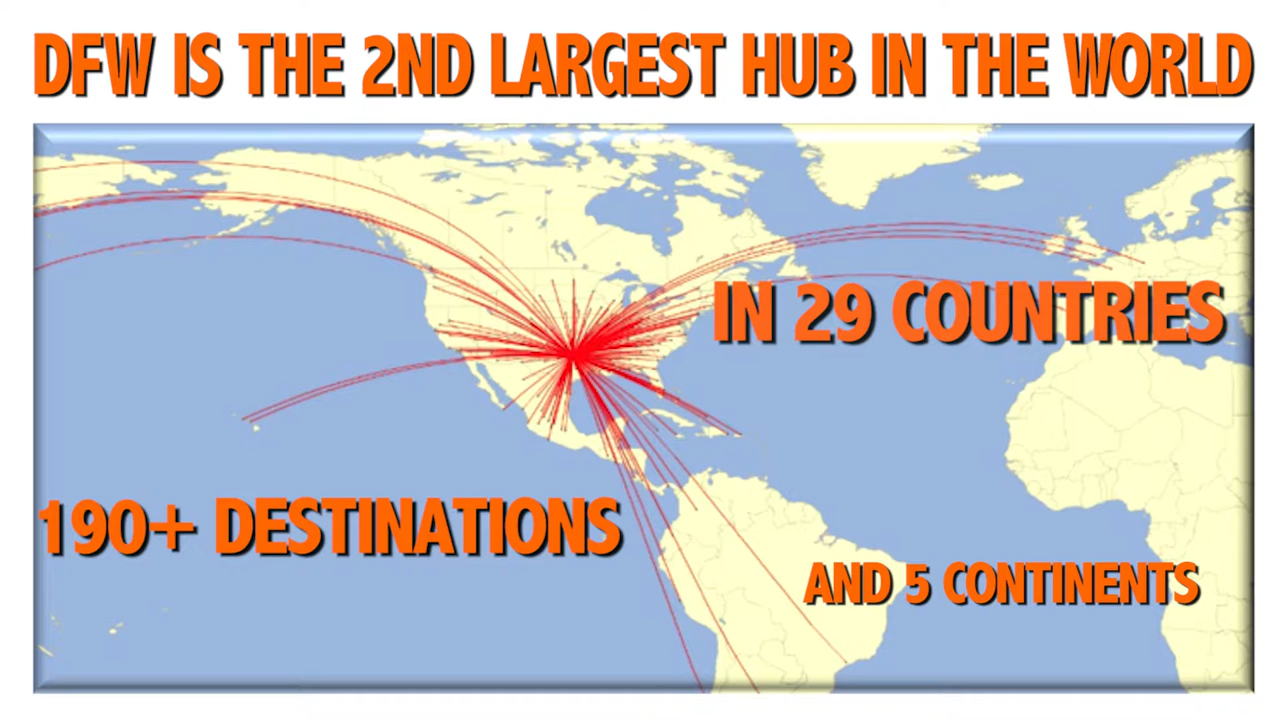 DFW IS THE 2ND LARGEST HUB IN THE WORLD
IN 29 COUNTRIES
190+ DESTINATIONS
AND 5 CONTINENTS